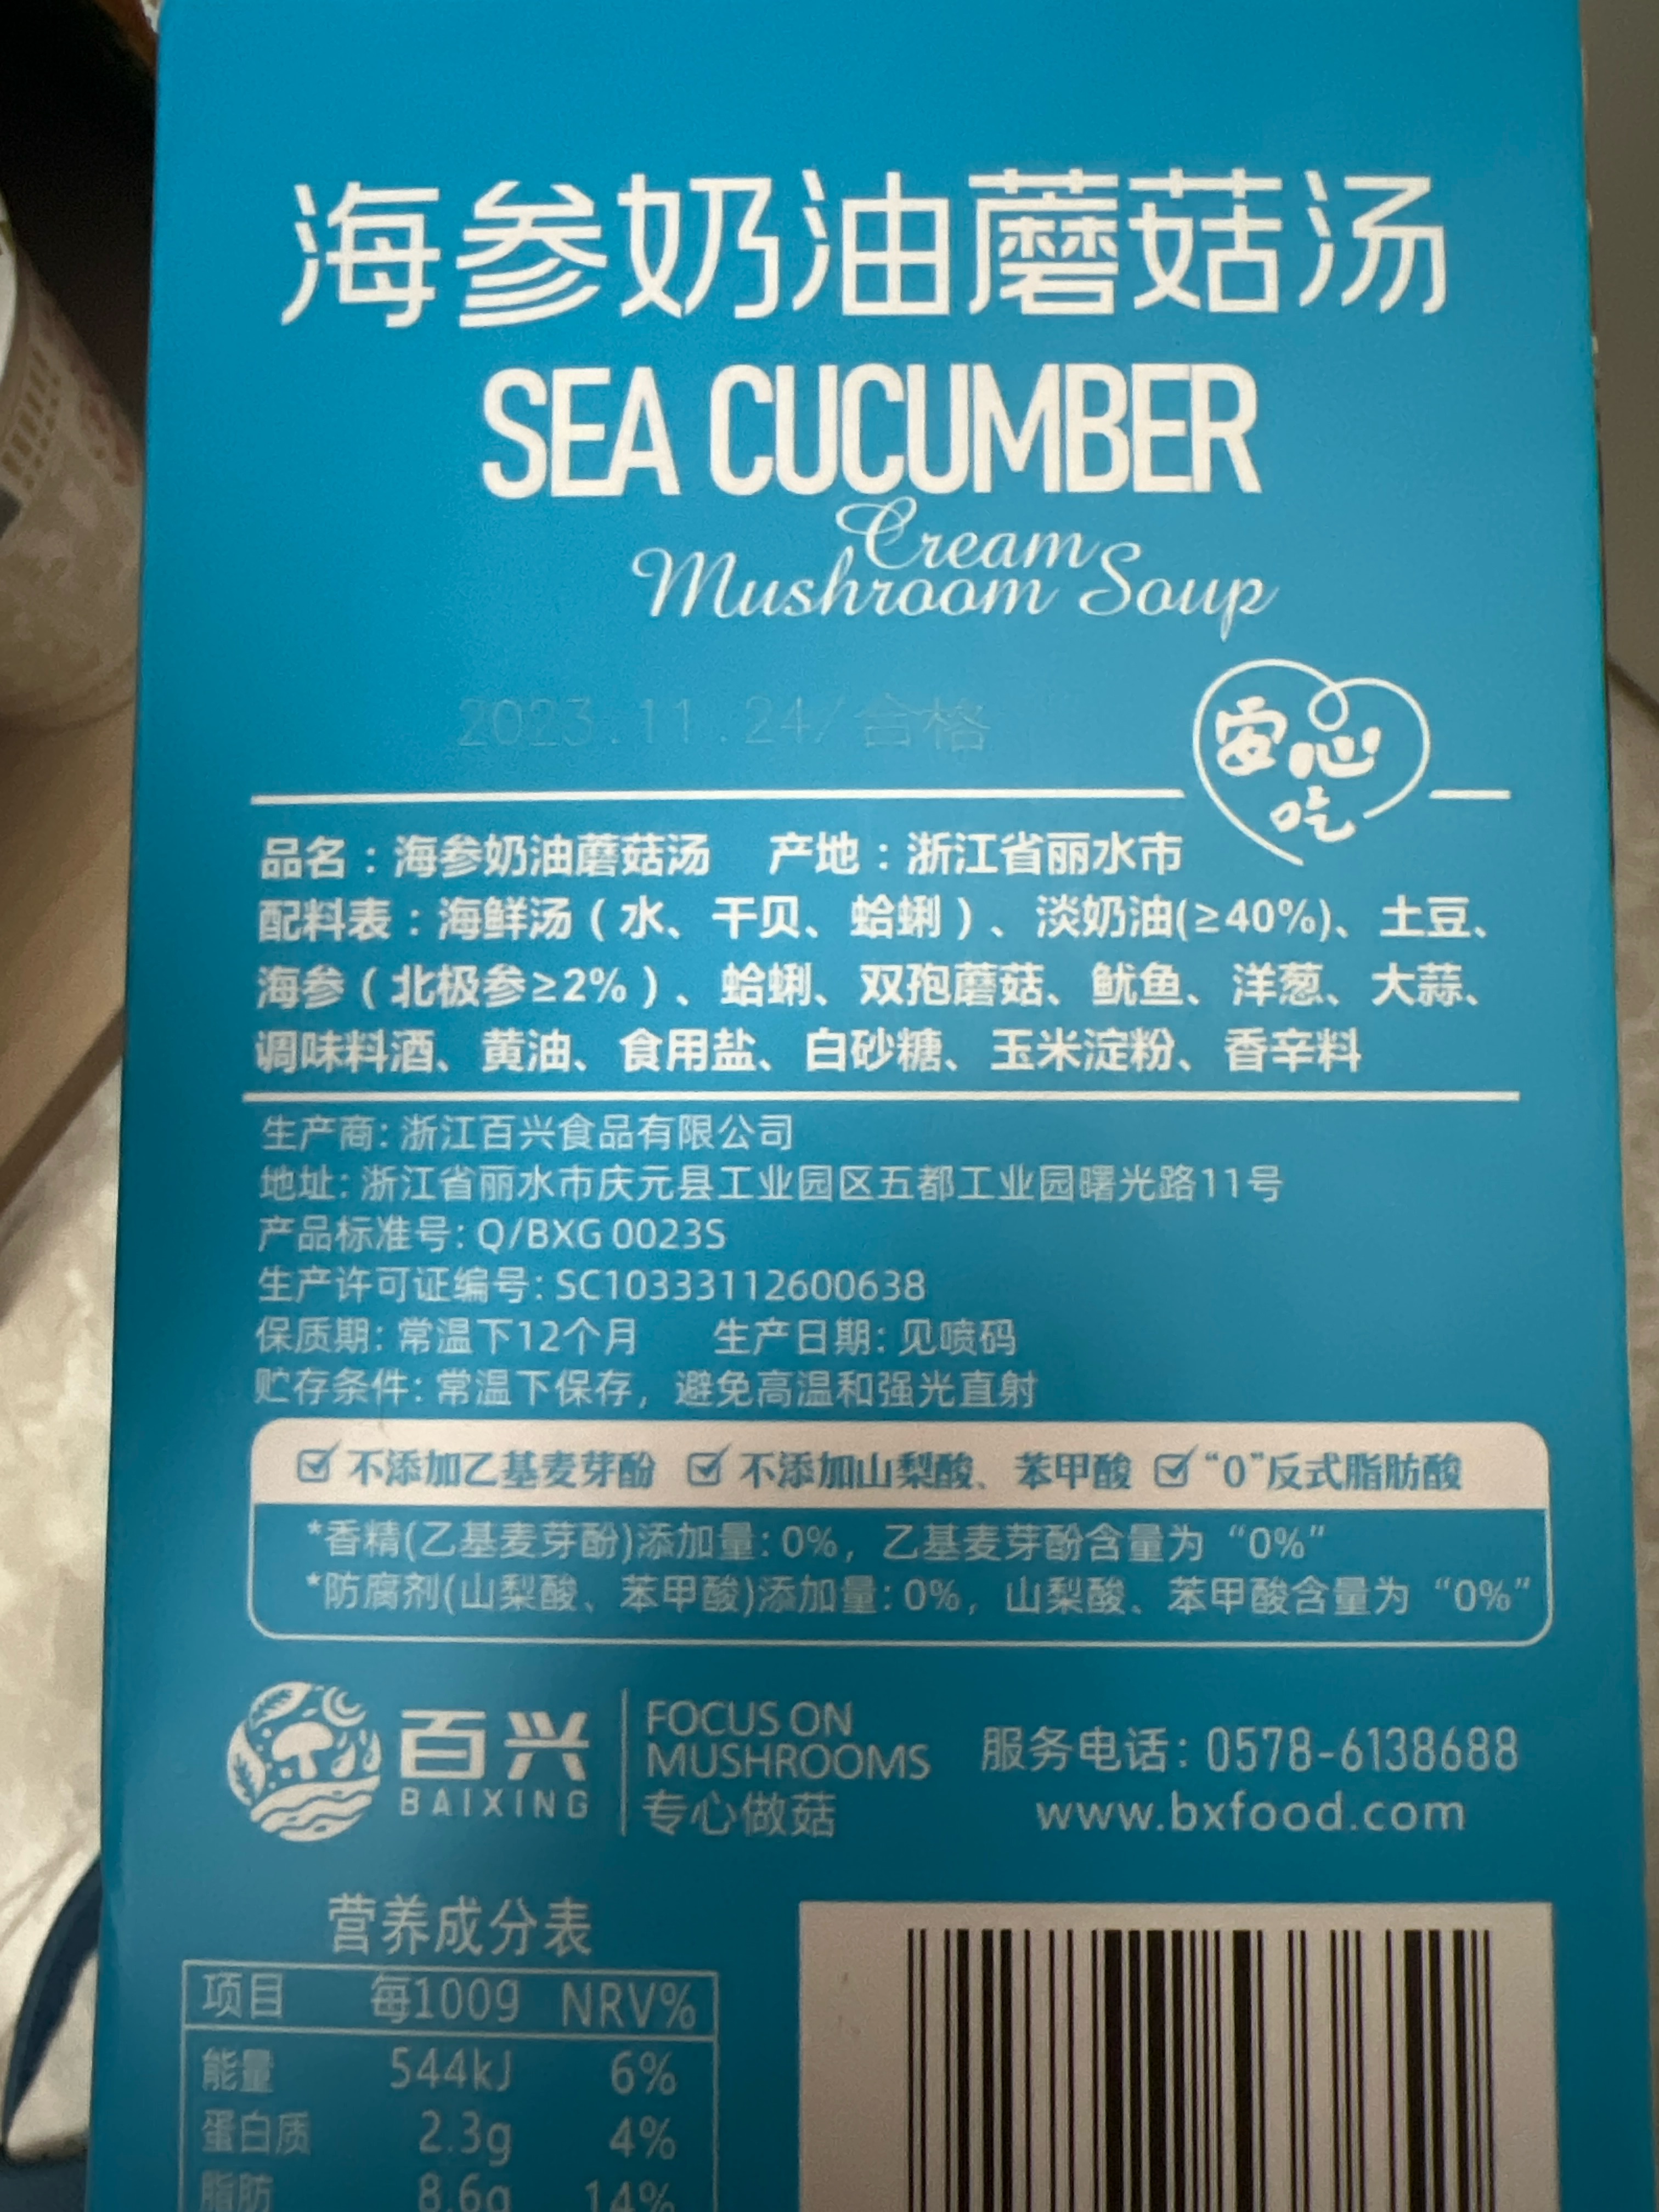 海参奶油蘑菇汤
SEA CUCUMBER
Cream
Mushroom Soup
2023.11.24/合格
安心
吃
品名：海参奶油蘑菇汤 产地：浙江省丽水市
配料表：海鲜汤（水、干贝、蛤蜊）、淡奶油(≥40%)、土豆、
海参（北极参≥2%）、蛤蜊、双孢蘑菇、鱿鱼、洋葱、大蒜、
调味料酒、黄油、食用盐、白砂糖、玉米淀粉、香辛料
生产商: 浙江百兴食品有限公司
地址: 浙江省丽水市庆元县工业园区五都工业园曙光路11号
产品标准号: Q/BXG 0023S
生产许可证编号: SC10333112600638
保质期: 常温下12个月 生产日期: 见喷码
贮存条件: 常温下保存，避免高温和强光直射
不添加乙基麦芽酚 不添加山梨酸、苯甲酸 “0”反式脂肪酸
*香精(乙基麦芽酚)添加量: 0%，乙基麦芽酚含量为“0%”
*防腐剂(山梨酸、苯甲酸)添加量: 0%，山梨酸、苯甲酸含量为“0%”
百兴
BAIXING
FOCUS ON
MUSHROOMS
专心做菇
服务电话: 0578-6138688
www.bxfood.com
营养成分表
项目 每100g NRV%
能量 544kJ 6%
蛋白质 2.3g 4%
脂肪 8.6g 14%